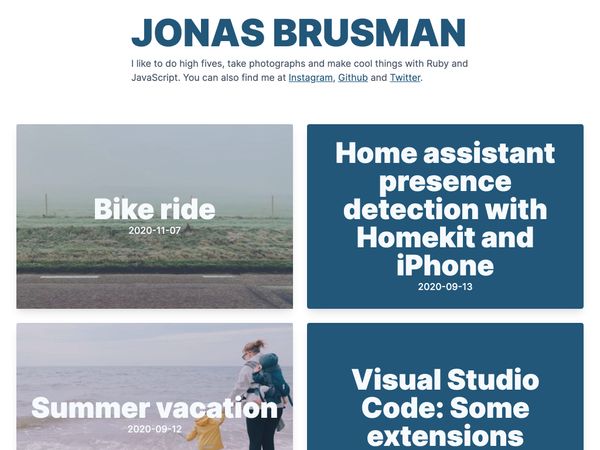 JONAS BRUSMAN
I like to do high fives, take photographs and make cool things with Ruby and
JavaScript. You can also find me at Instagram, Github and Twitter.
Bike ride
2020-11-07
Home assistant
presence
detection with
Homekit and
iPhone
2020-09-13
Summer vacation
2020-09-12
Visual Studio
Code: Some
extensions